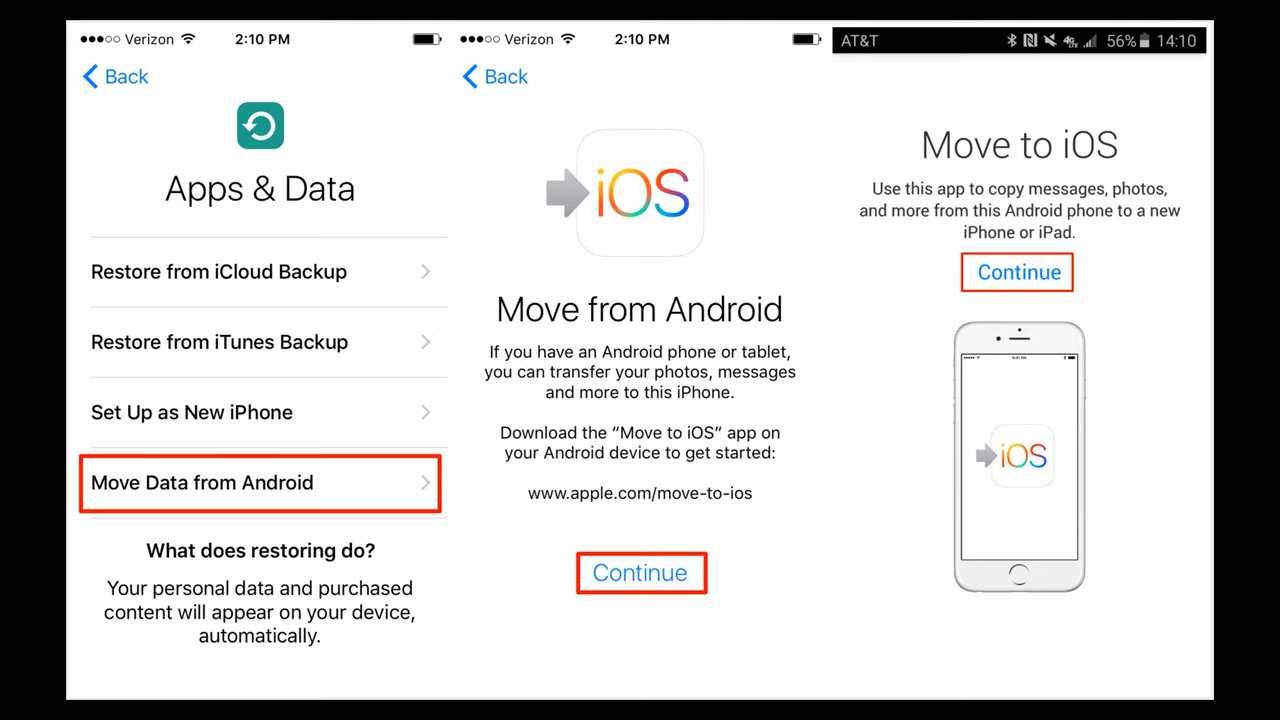 Verizon 2:10 PM
Back
Apps & Data
Restore from iCloud Backup
Restore from iTunes Backup
Set Up as New iPhone
Move Data from Android
What does restoring do?
Your personal data and purchased
content will appear on your device,
automatically.
Verizon 2:10 PM
Back
iOS
Move from Android
If you have an Android phone or tablet,
you can transfer your photos, messages
and more to this iPhone.
Download the “Move to iOS” app on
your Android device to get started:
www.apple.com/move-to-ios
Continue
AT&T 56% 14:10
Move to iOS
Use this app to copy messages, photos,
and more from this Android phone to a new
iPhone or iPad.
Continue
iOS